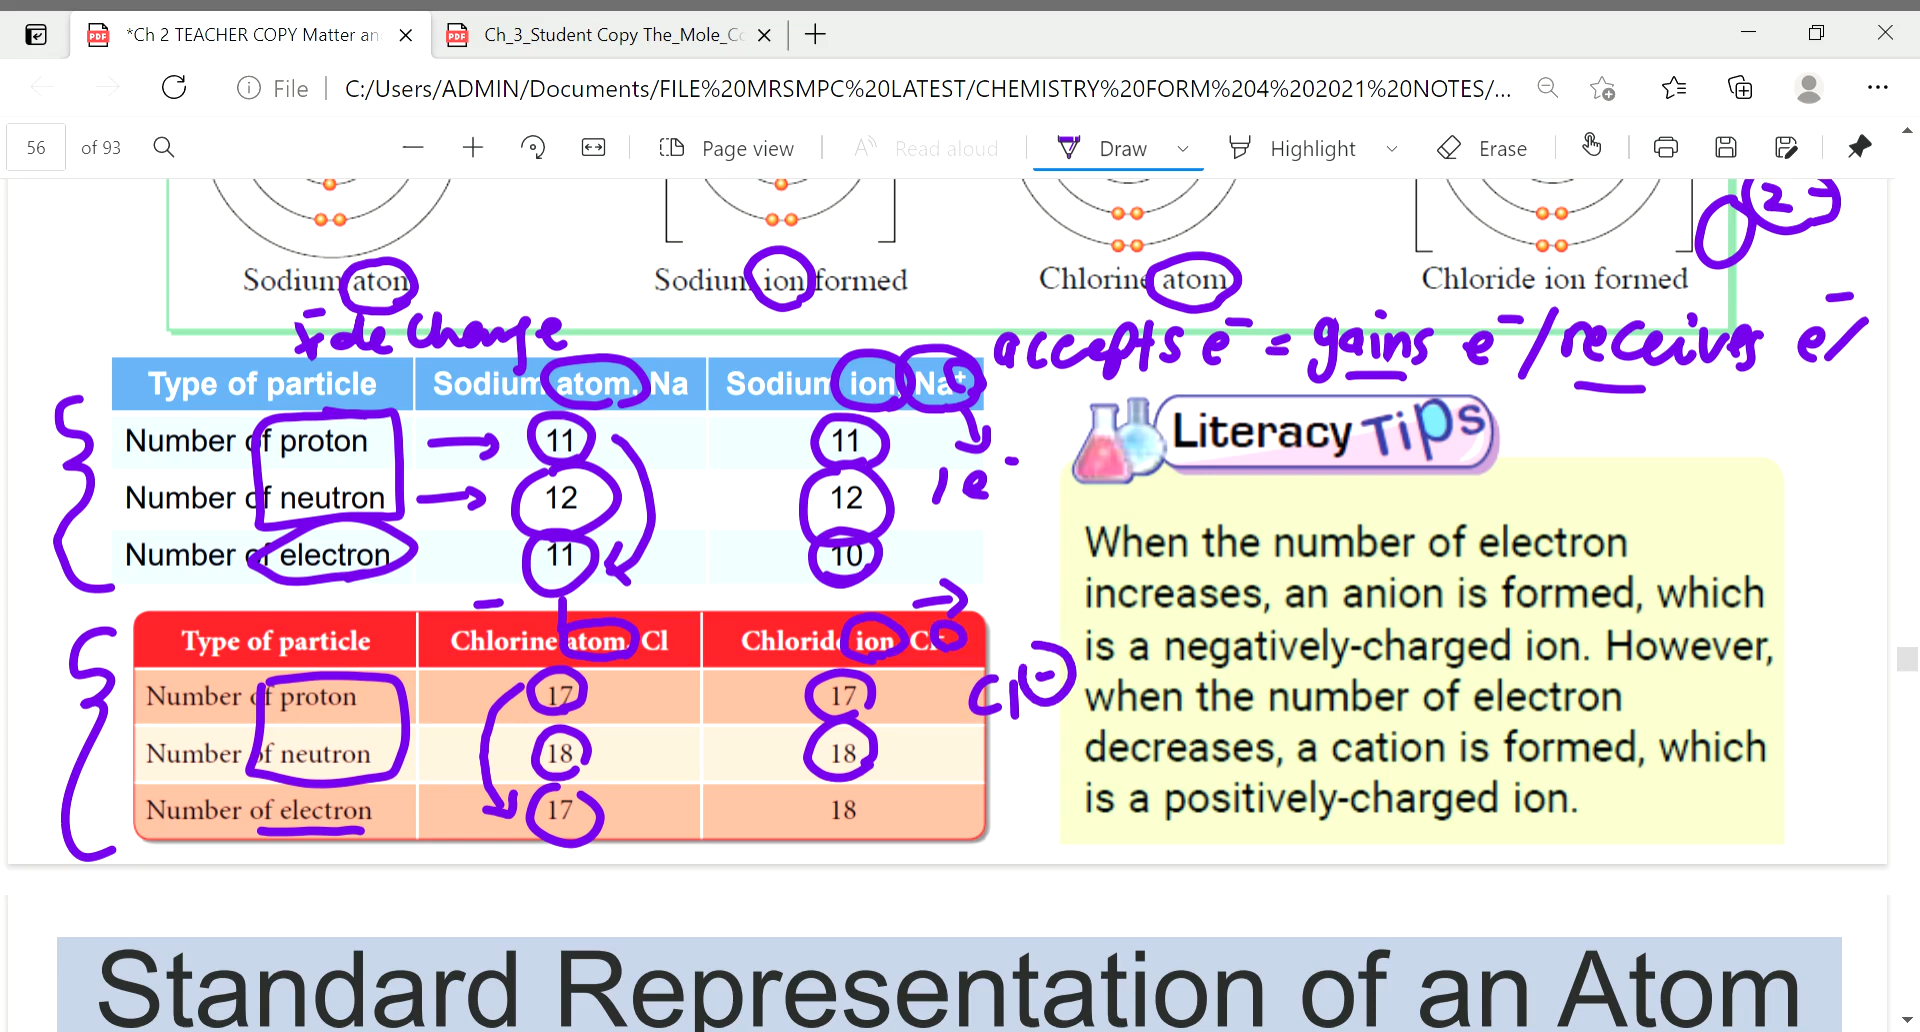 *Ch 2 TEACHER COPY Matter an
Ch_3_Student Copy The_Mole_Co
File
C:/Users/ADMIN/Documents/FILE%20MRSMPC%20LATEST/CHEMISTRY%20FORM%204%202021%20NOTES/...
56 of 93
Page view
Read aloud
Draw
Highlight
Erase
2-
Sodium atom
Sodium ion formed
Chlorine atom
Chloride ion formed
de change
accepts e- = gains e- / receives e-/
Type of particle Sodium atom, Na Sodium ion, Na+
Number of proton 11 11
Number of neutron 12 12
Number of electron 11 10
1 e-
Type of particle Chlorine atom, Cl Chloride ion, Cl-
Number of proton 17 17
Number of neutron 18 18
Number of electron 17 18
Cl-
Literacy Tips
When the number of electron
increases, an anion is formed, which
is a negatively-charged ion. However,
when the number of electron
decreases, a cation is formed, which
is a positively-charged ion.
Standard Representation of an Atom